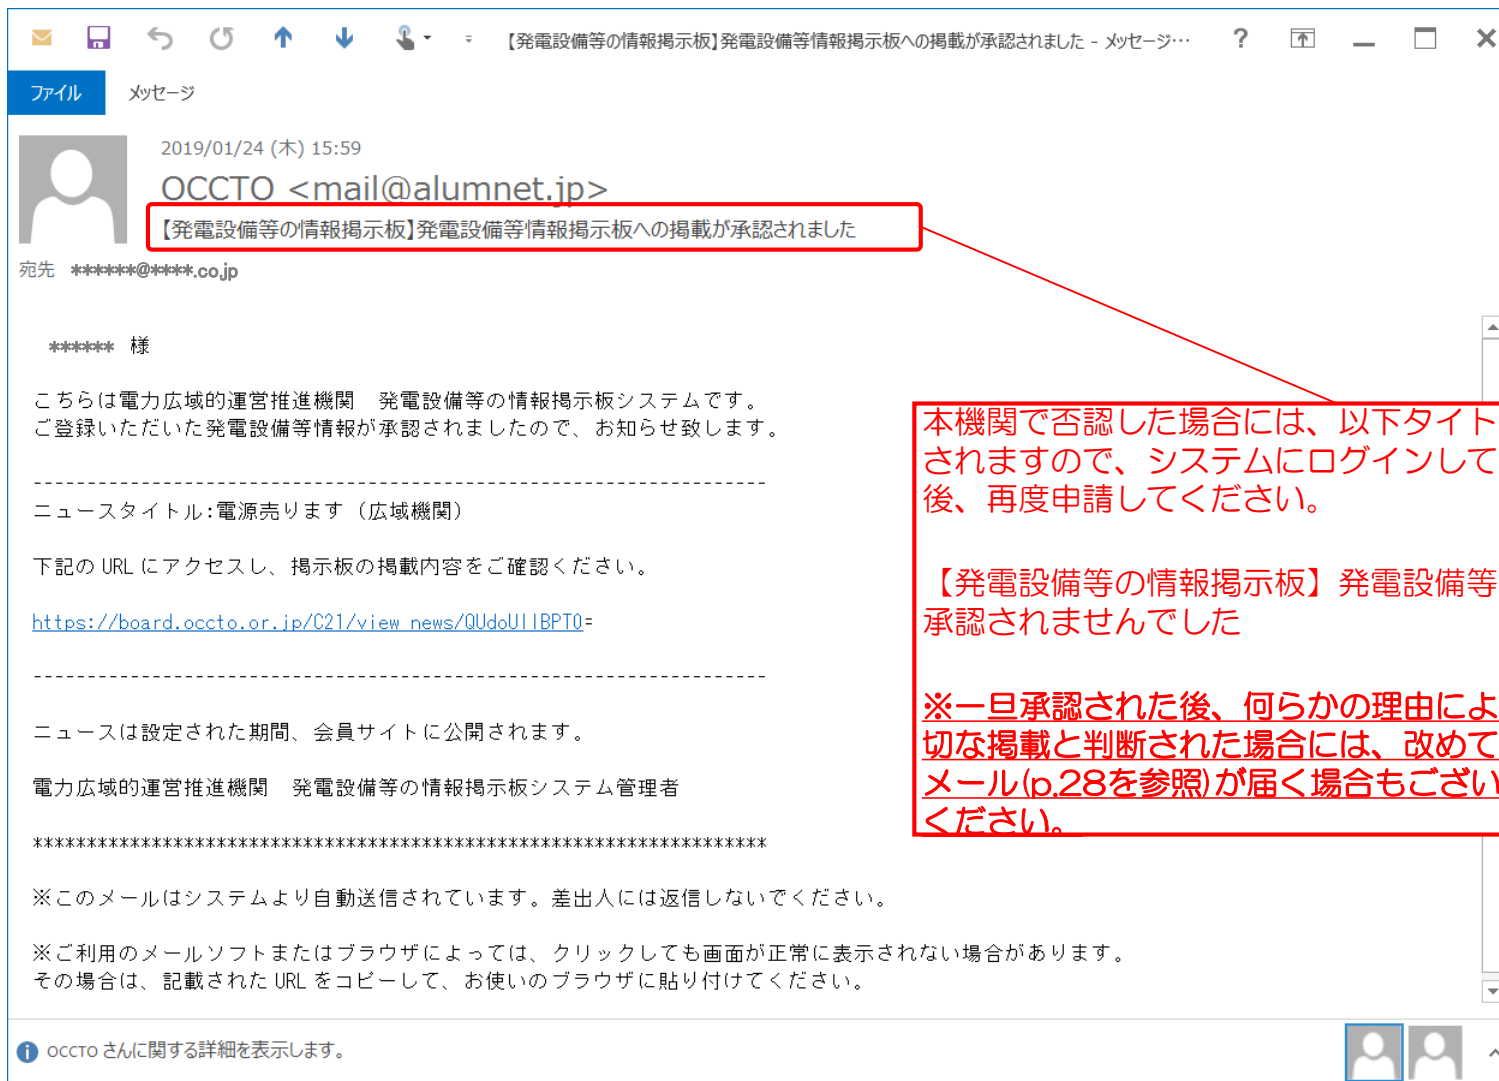 【発電設備等の情報掲示板】発電設備等情報掲示板への掲載が承認されました - メッセージ…
ファイル メッセージ
2019/01/24 (木) 15:59
OCCTO <mail@alumnet.jp>
【発電設備等の情報掲示板】発電設備等情報掲示板への掲載が承認されました
宛先 ******@****.co.jp
****** 様
こちらは電力広域的運営推進機関 発電設備等の情報掲示板システムです。
ご登録いただいた発電設備等情報が承認されましたので、お知らせ致します。
--------------------------------------------------------------------
ニュースタイトル:電源売ります（広域機関）
下記の URL にアクセスし、掲示板の掲載内容をご確認ください。
https://board.occto.or.jp/C21/view_news/QUdoUllBPT0=
--------------------------------------------------------------------
ニュースは設定された期間、会員サイトに公開されます。
電力広域的運営推進機関 発電設備等の情報掲示板システム管理者
********************************************************************
※このメールはシステムより自動送信されています。差出人には返信しないでください。
※ご利用のメールソフトまたはブラウザによっては、クリックしても画面が正常に表示されない場合があります。
その場合は、記載された URL をコピーして、お使いのブラウザに貼り付けてください。
本機関で否認した場合には、以下タイト
されますので、システムにログインして
後、再度申請してください。
【発電設備等の情報掲示板】発電設備等
承認されませんでした
※一旦承認された後、何らかの理由によ
切な掲載と判断された場合には、改めて
メール(p.28を参照)が届く場合もござい
ください。
OCCTO さんに関する詳細を表示します。